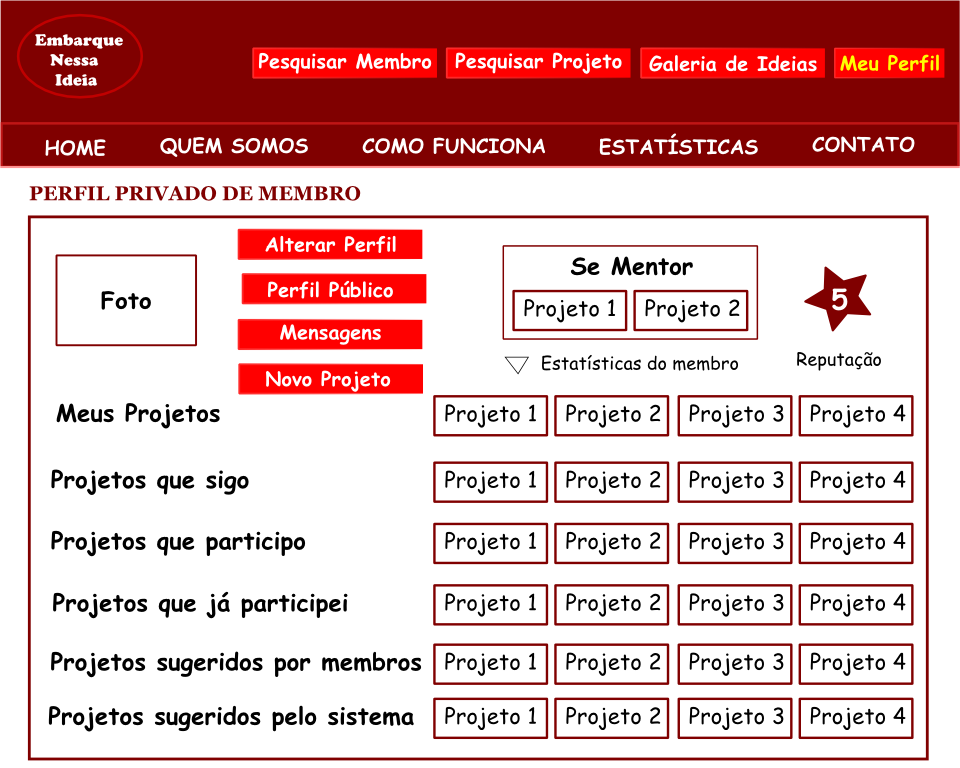 Embarque
Nessa
Ideia
Pesquisar Membro
Pesquisar Projeto
Galeria de Ideias
Meu Perfil
HOME
QUEM SOMOS
COMO FUNCIONA
ESTATÍSTICAS
CONTATO
PERFIL PRIVADO DE MEMBRO
Foto
Alterar Perfil
Perfil Público
Mensagens
Novo Projeto
Se Mentor
Projeto 1
Projeto 2
Estatísticas do membro
5
Reputação
Meus Projetos
Projeto 1
Projeto 2
Projeto 3
Projeto 4
Projetos que sigo
Projeto 1
Projeto 2
Projeto 3
Projeto 4
Projetos que participo
Projeto 1
Projeto 2
Projeto 3
Projeto 4
Projetos que já participei
Projeto 1
Projeto 2
Projeto 3
Projeto 4
Projetos sugeridos por membros
Projeto 1
Projeto 2
Projeto 3
Projeto 4
Projetos sugeridos pelo sistema
Projeto 1
Projeto 2
Projeto 3
Projeto 4